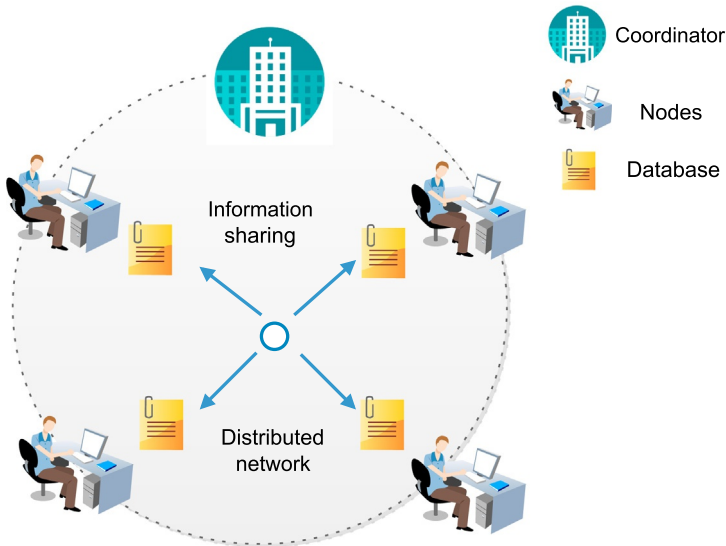 Coordinator
Nodes
Database
Information
sharing
Distributed
network